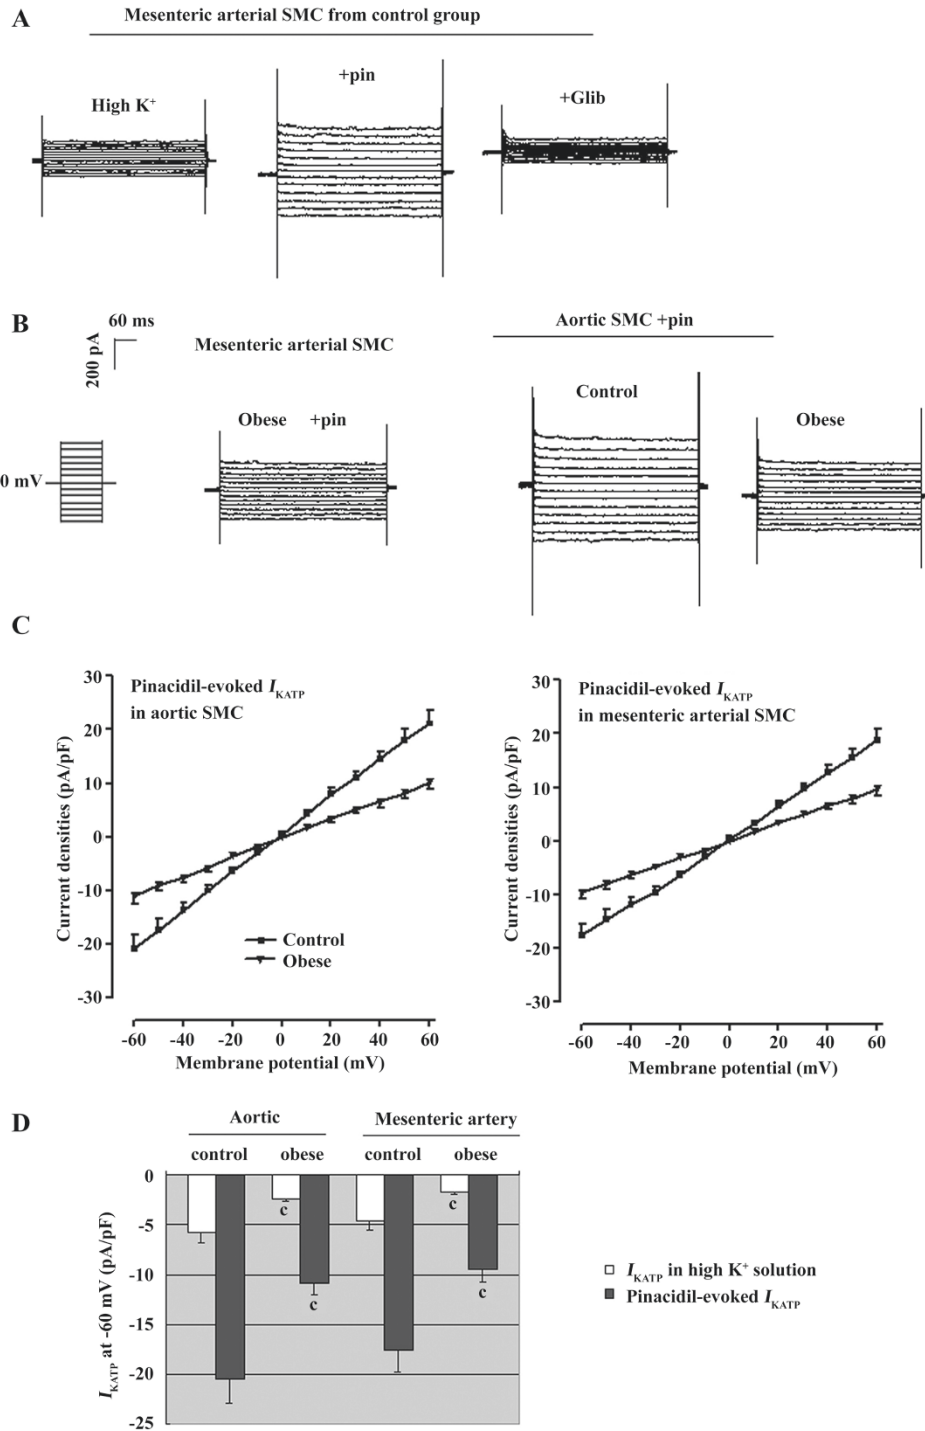 A
Mesenteric arterial SMC from control group
High K⁺
+pin
+Glib
B
60 ms
200 pA
Mesenteric arterial SMC
Aortic SMC +pin
Obese +pin
Control
Obese
0 mV
C
Pinacidil-evoked I_KATP
in aortic SMC
Current densities (pA/pF)
30
20
10
0
-10
-20
-30
Control
Obese
-60 -40 -20 0 20 40 60
Membrane potential (mV)
Pinacidil-evoked I_KATP
in mesenteric arterial SMC
Current densities (pA/pF)
30
20
10
0
-10
-20
-30
-60 -40 -20 0 20 40 60
Membrane potential (mV)
D
Aortic Mesenteric artery
control obese control obese
I_KATP at -60 mV (pA/pF)
0
-5
-10
-15
-20
-25
c
c
c
c
I_KATP in high K⁺ solution
Pinacidil-evoked I_KATP